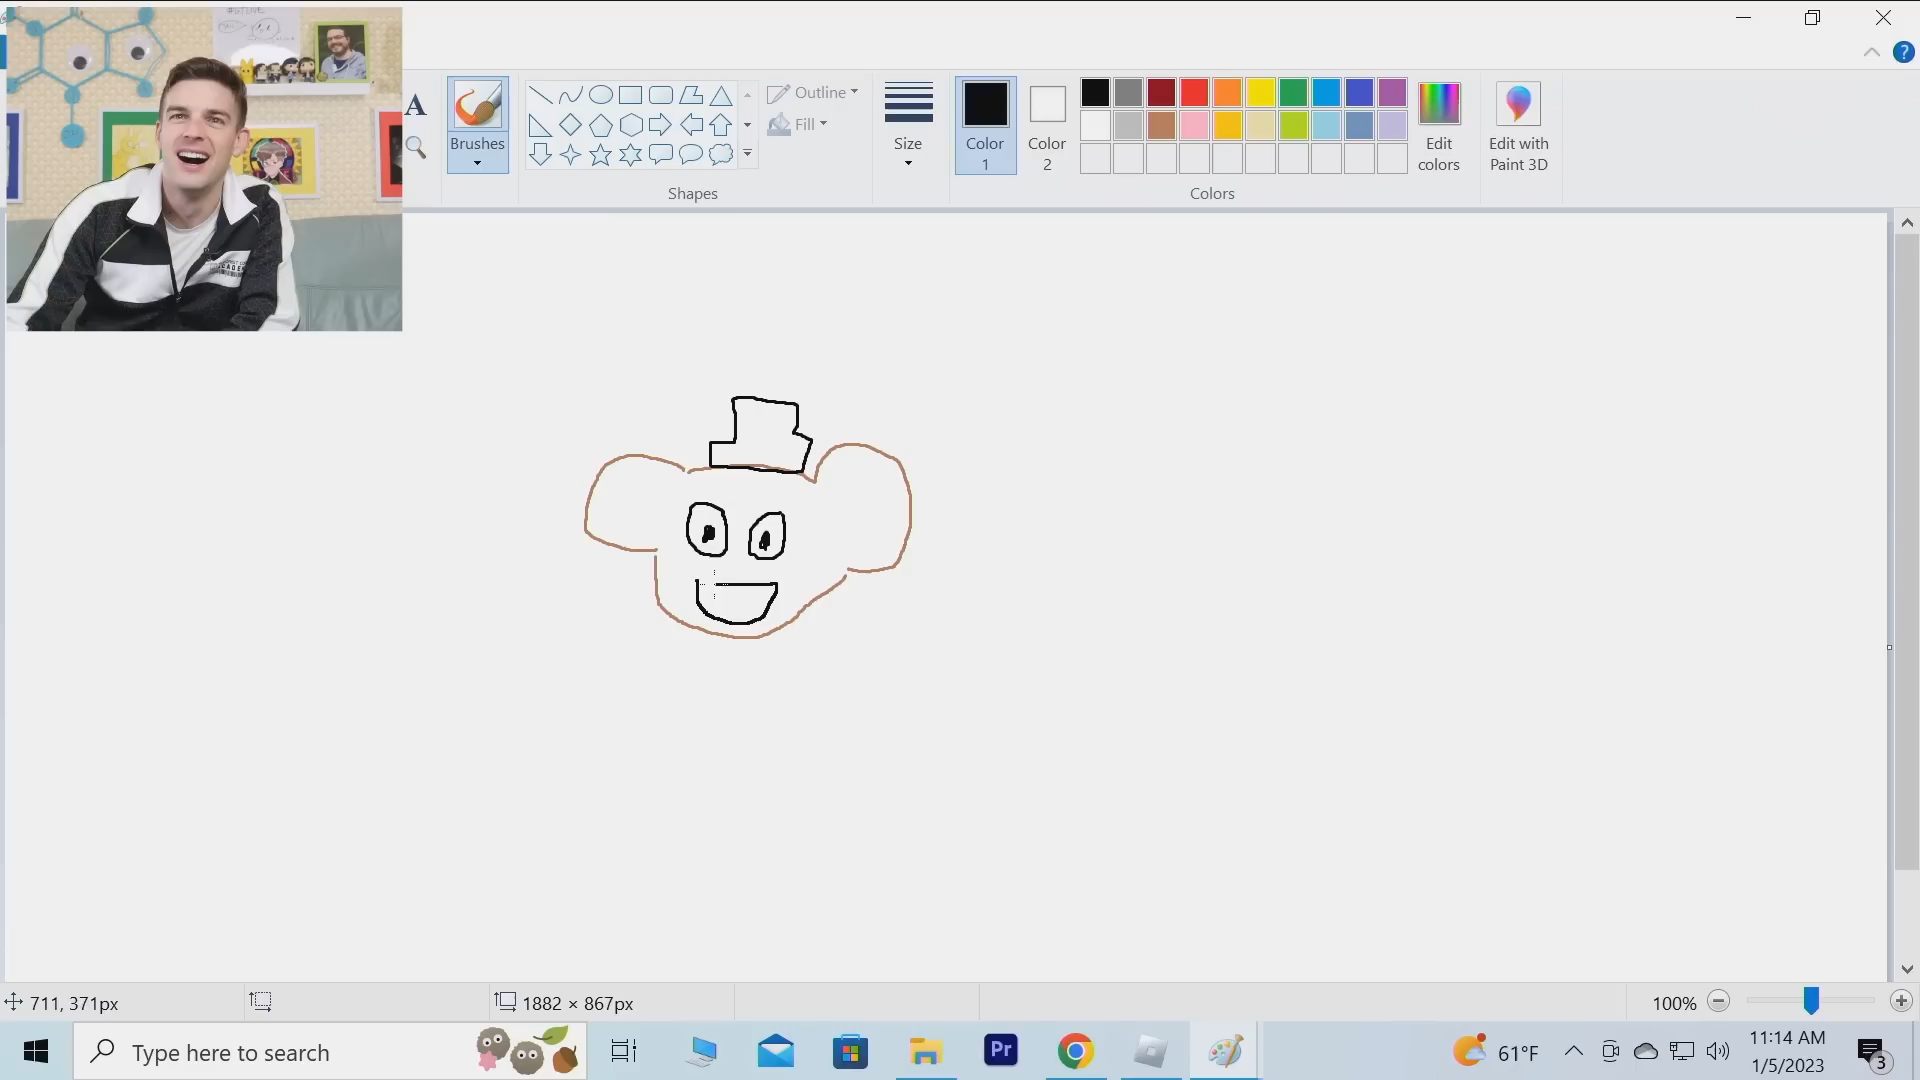 A
Brushes
Outline
Fill
Shapes
Size
Color 1
Color 2
Edit colors
Edit with Paint 3D
Colors
?
711, 371px
1882 × 867px
100%
Type here to search
Pr
61°F
11:14 AM
1/5/2023
3